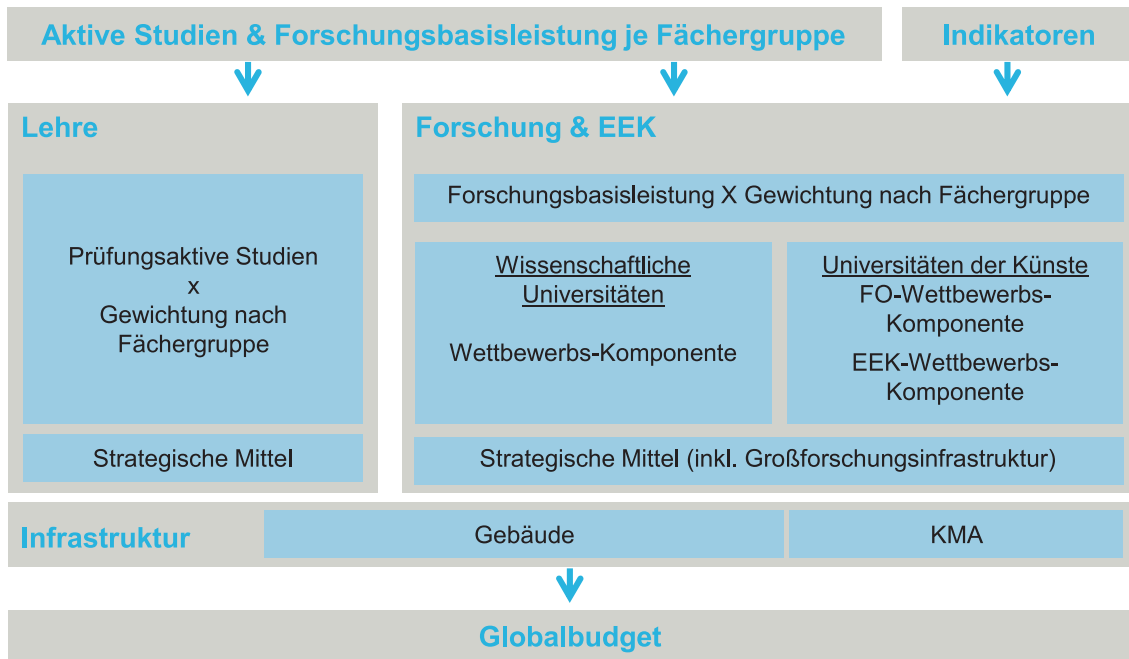 Aktive Studien & Forschungsbasisleistung je Fächergruppe
Indikatoren
Lehre
Prüfungsaktive Studien
x
Gewichtung nach
Fächergruppe
Strategische Mittel
Forschung & EEK
Forschungsbasisleistung X Gewichtung nach Fächergruppe
Wissenschaftliche
Universitäten
Wettbewerbs-Komponente
Universitäten der Künste
FO-Wettbewerbs-
Komponente
EEK-Wettbewerbs-
Komponente
Strategische Mittel (inkl. Großforschungsinfrastruktur)
Infrastruktur
Gebäude
KMA
Globalbudget